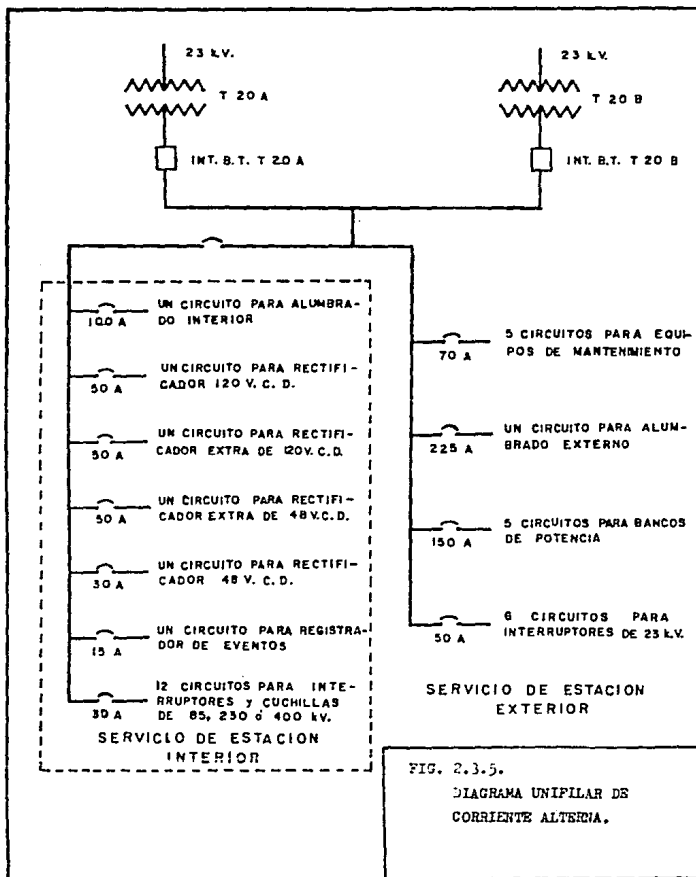 23 k.V.
23 k.V.
T 20 A
T 20 B
INT. B.T. T 20 A
INT. B.T. T 20 B
100 A
UN CIRCUITO PARA ALUMBRA-
DO INTERIOR
50 A
UN CIRCUITO PARA RECTIFI-
CADOR 120 V. C. D.
50 A
UN CIRCUITO PARA RECTIFI-
CADOR EXTRA DE 120 V. C.D.
50 A
UN CIRCUITO PARA RECTIFI-
CADOR EXTRA DE 48 V.C.D.
30 A
UN CIRCUITO PARA RECTIFI-
CADOR 48 V. C.D.
15 A
UN CIRCUITO PARA REGISTRA-
DOR DE EVENTOS
30 A
12 CIRCUITOS PARA INTE-
RRUPTORES y CUCHILLAS
DE 85, 230 ó 400 kV.
SERVICIO DE ESTACION
INTERIOR
70 A
5 CIRCUITOS PARA EQUI-
POS DE MANTENIMIENTO
225 A
UN CIRCUITO PARA ALUM-
BRADO EXTERNO
150 A
5 CIRCUITOS PARA BANCOS
DE POTENCIA
50 A
6 CIRCUITOS PARA
INTERRUPTORES DE 23 k.V.
SERVICIO DE ESTACION
EXTERIOR
FIG. 2.3.5.
DIAGRAMA UNIFILAR DE
CORRIENTE ALTERNA.